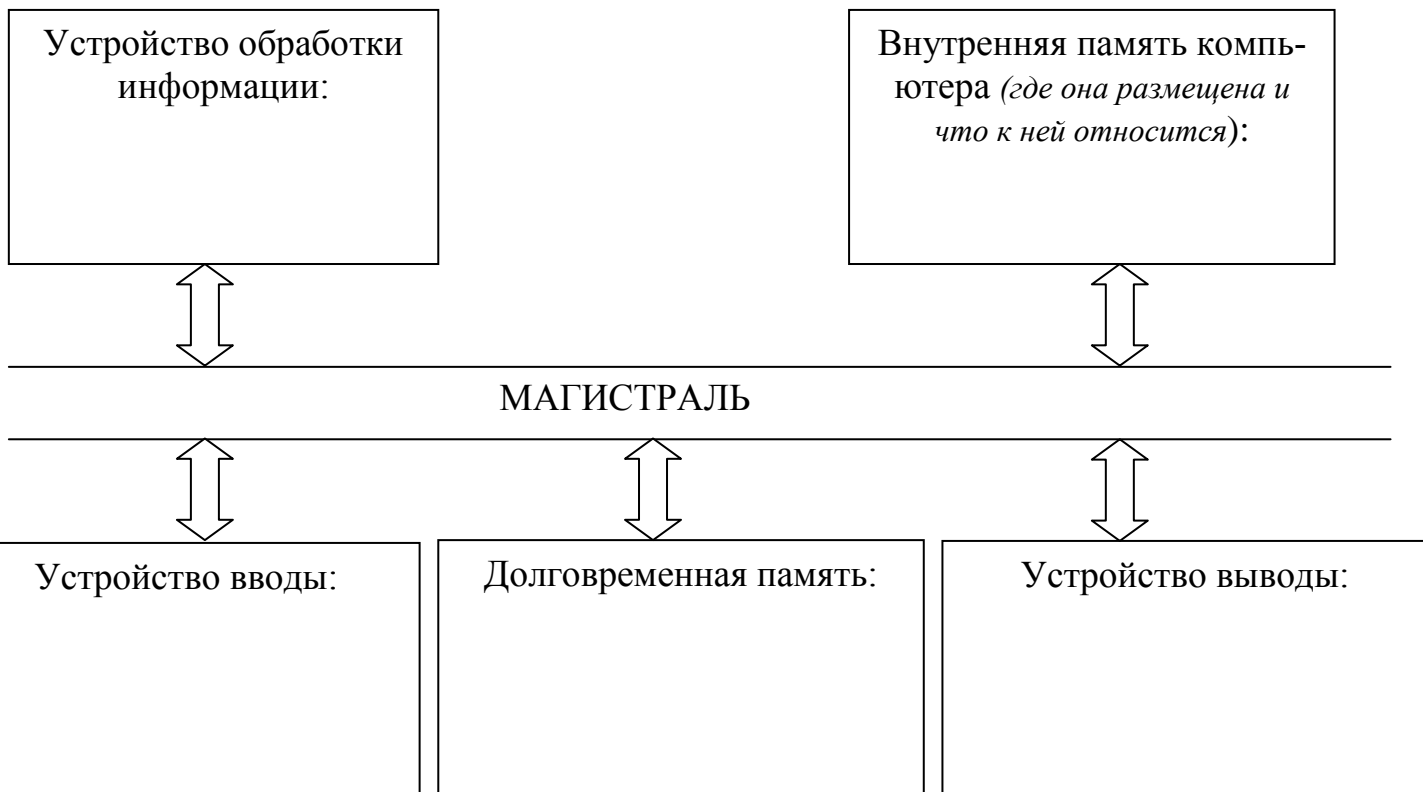 Устройство обработки
информации:
Внутренняя память компь-
ютера (где она размещена и
что к ней относится):
МАГИСТРАЛЬ
Устройство вводы:
Долговременная память:
Устройство выводы: